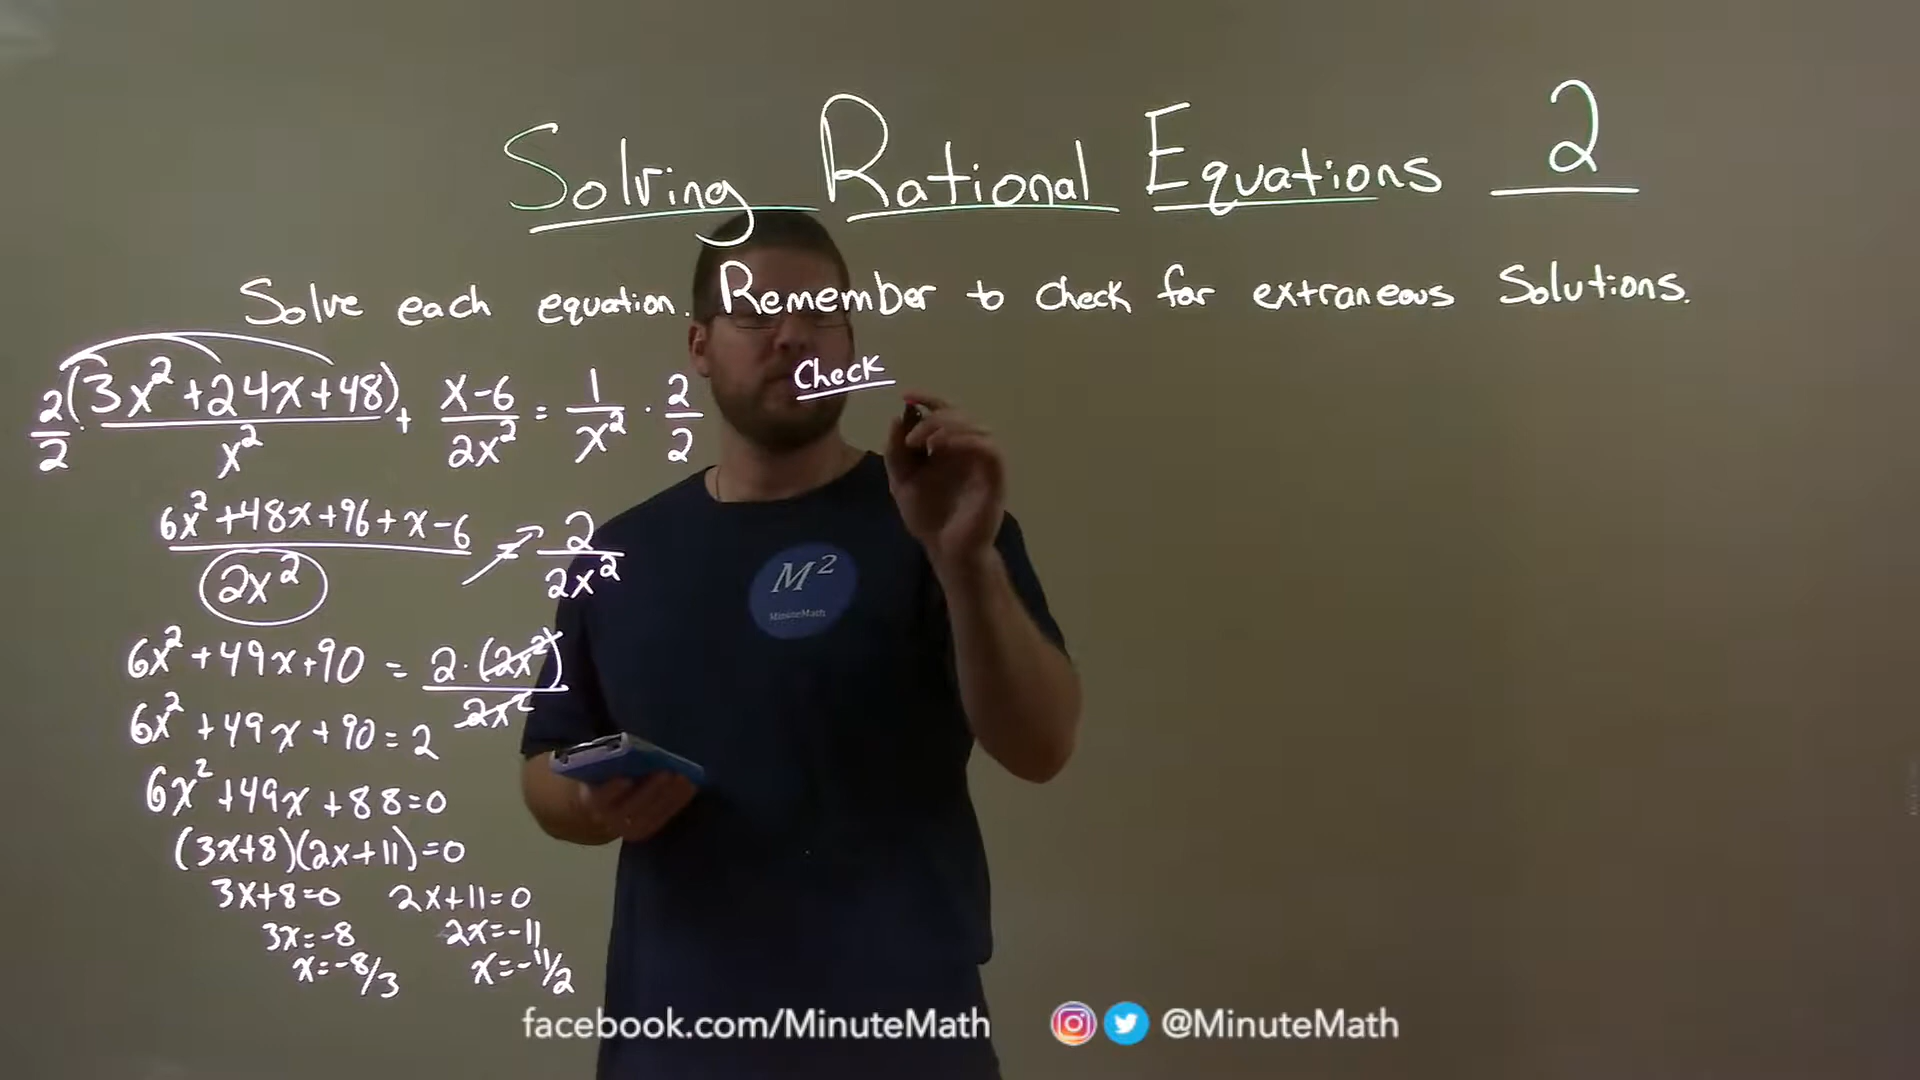 Solving Rational Equations 2
Solve each equation. Remember to check for extraneous Solutions.
2/2 · (3x² + 24x + 48)/x² + (x-6)/2x² = 1/x² · 2/2
Check
(6x² + 48x + 96 + x - 6)/2x² = 2/2x²
6x² + 49x + 90 = 2 · (2x²)/2x²
6x² + 49x + 90 = 2
6x² + 49x + 88 = 0
(3x+8)(2x+11)=0
3x+8=0 2x+11=0
3x=-8 2x=-11
x=-8/3 x=-11/2
M²
MinuteMath
facebook.com/MinuteMath @MinuteMath